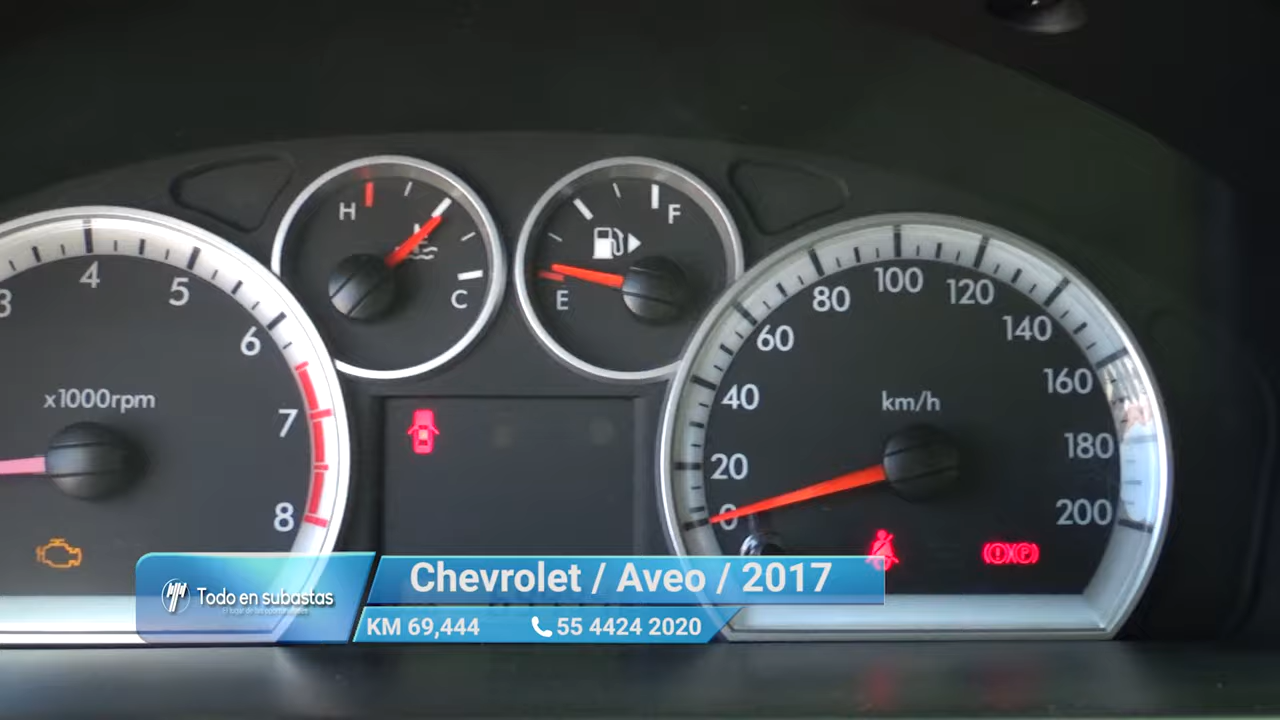 H
C
E
F
3
4
5
6
7
8
x1000rpm
0
20
40
60
80
100
120
140
160
180
200
km/h
P
Todo en subastas
Chevrolet / Aveo / 2017
KM 69,444
55 4424 2020